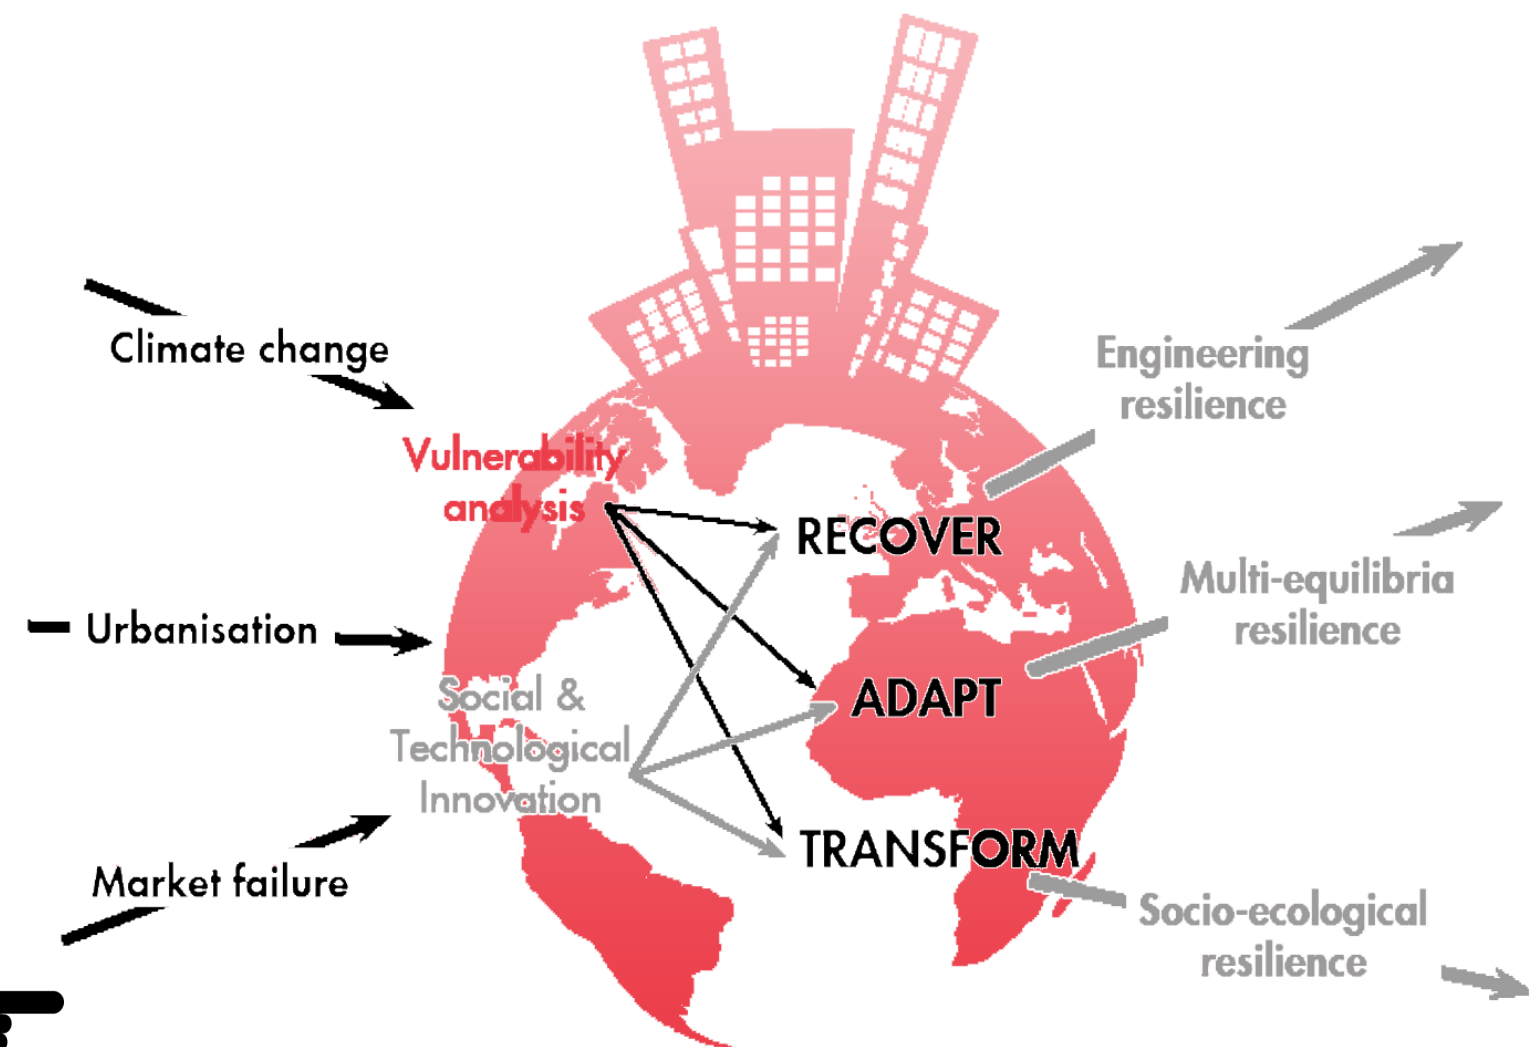 Climate change
Vulnerability
analysis
Urbanisation
Social &
Technological
Innovation
Market failure
RECOVER
ADAPT
TRANSFORM
Engineering
resilience
Multi-equilibria
resilience
Socio-ecological
resilience